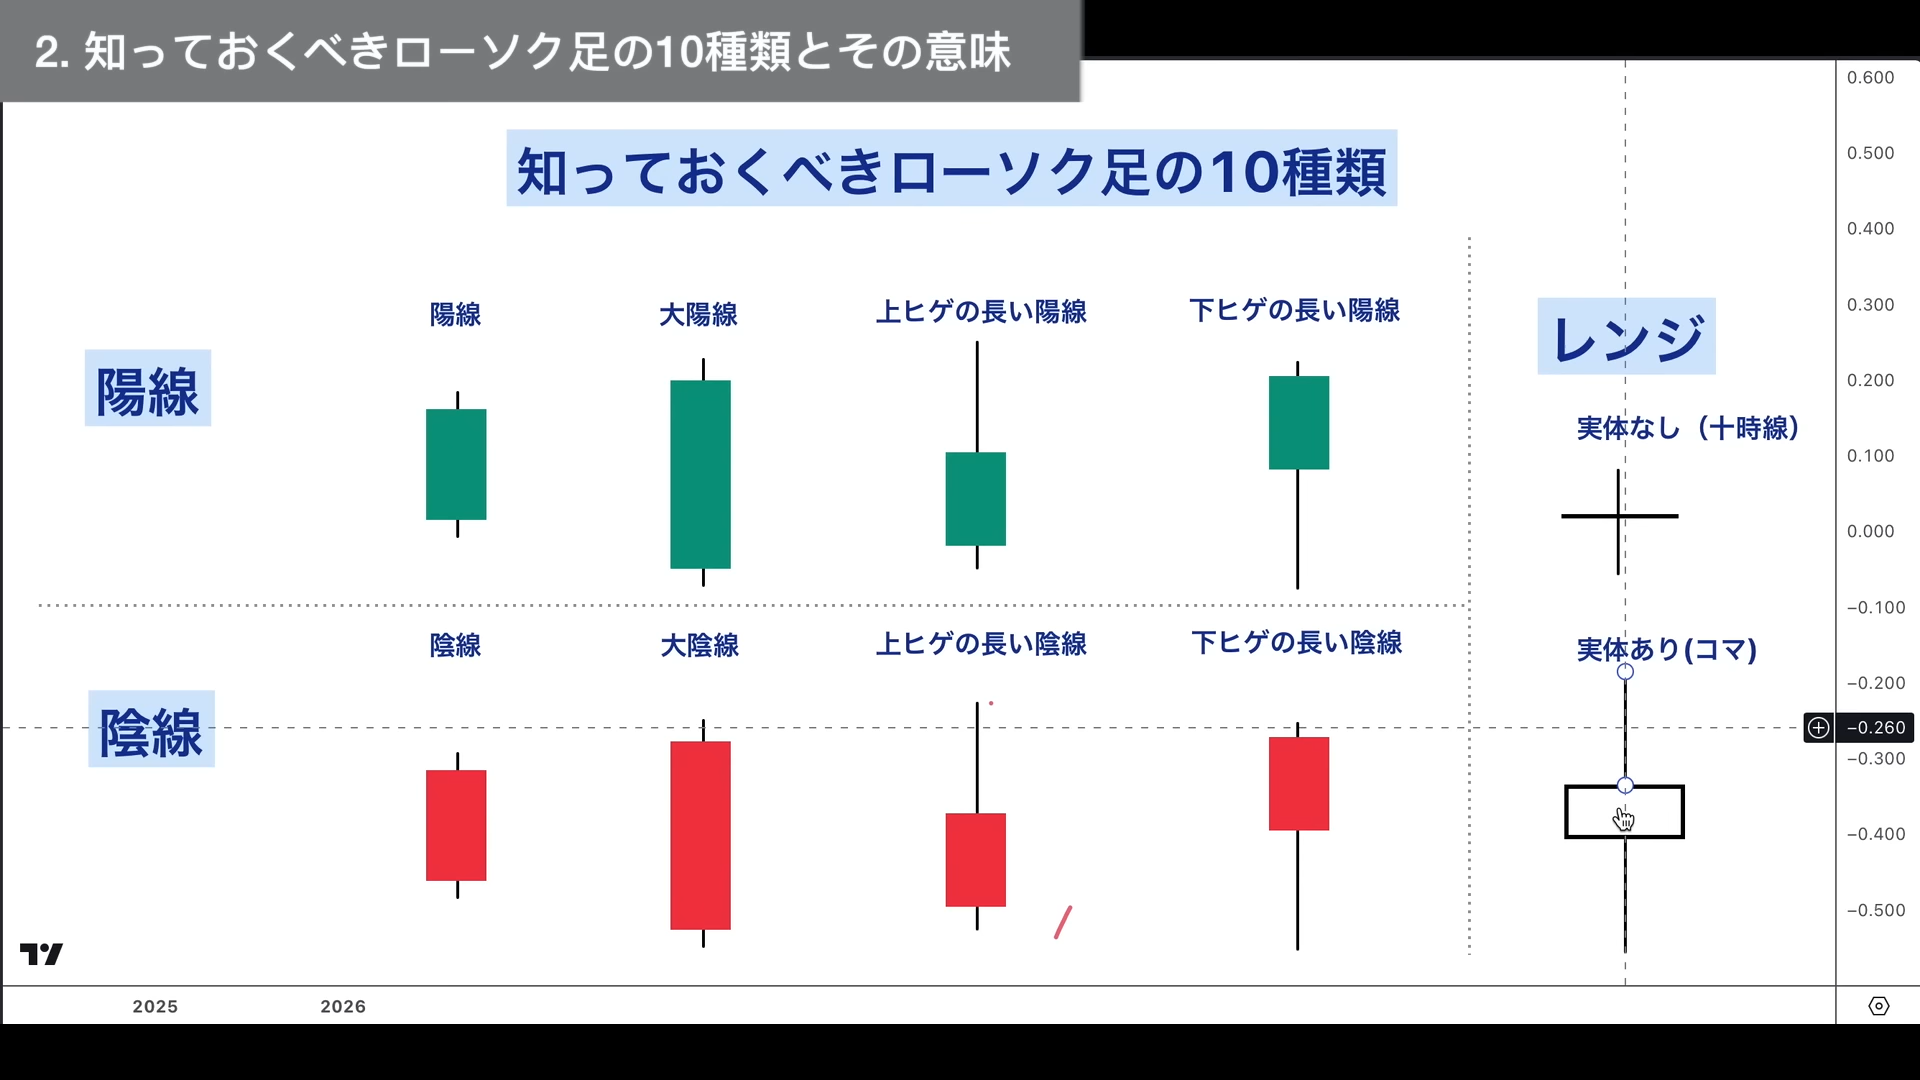 2. 知っておくべきローソク足の10種類とその意味
知っておくべきローソク足の10種類
陽線
陽線
大陽線
上ヒゲの長い陽線
下ヒゲの長い陽線
レンジ
実体なし（十時線）
陰線
陰線
大陰線
上ヒゲの長い陰線
下ヒゲの長い陰線
実体あり(コマ)
0.600
0.500
0.400
0.300
0.200
0.100
0.000
−0.100
−0.200
−0.260
−0.300
−0.400
−0.500
2025
2026